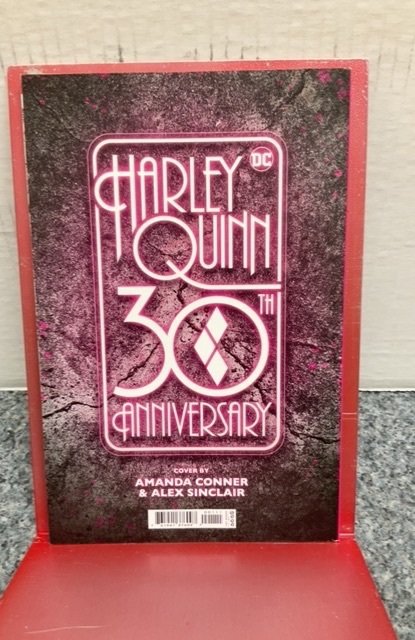 DC
HARLEY
QUINN
30TH
ANNIVERSARY
COVER BY
AMANDA CONNER
& ALEX SINCLAIR